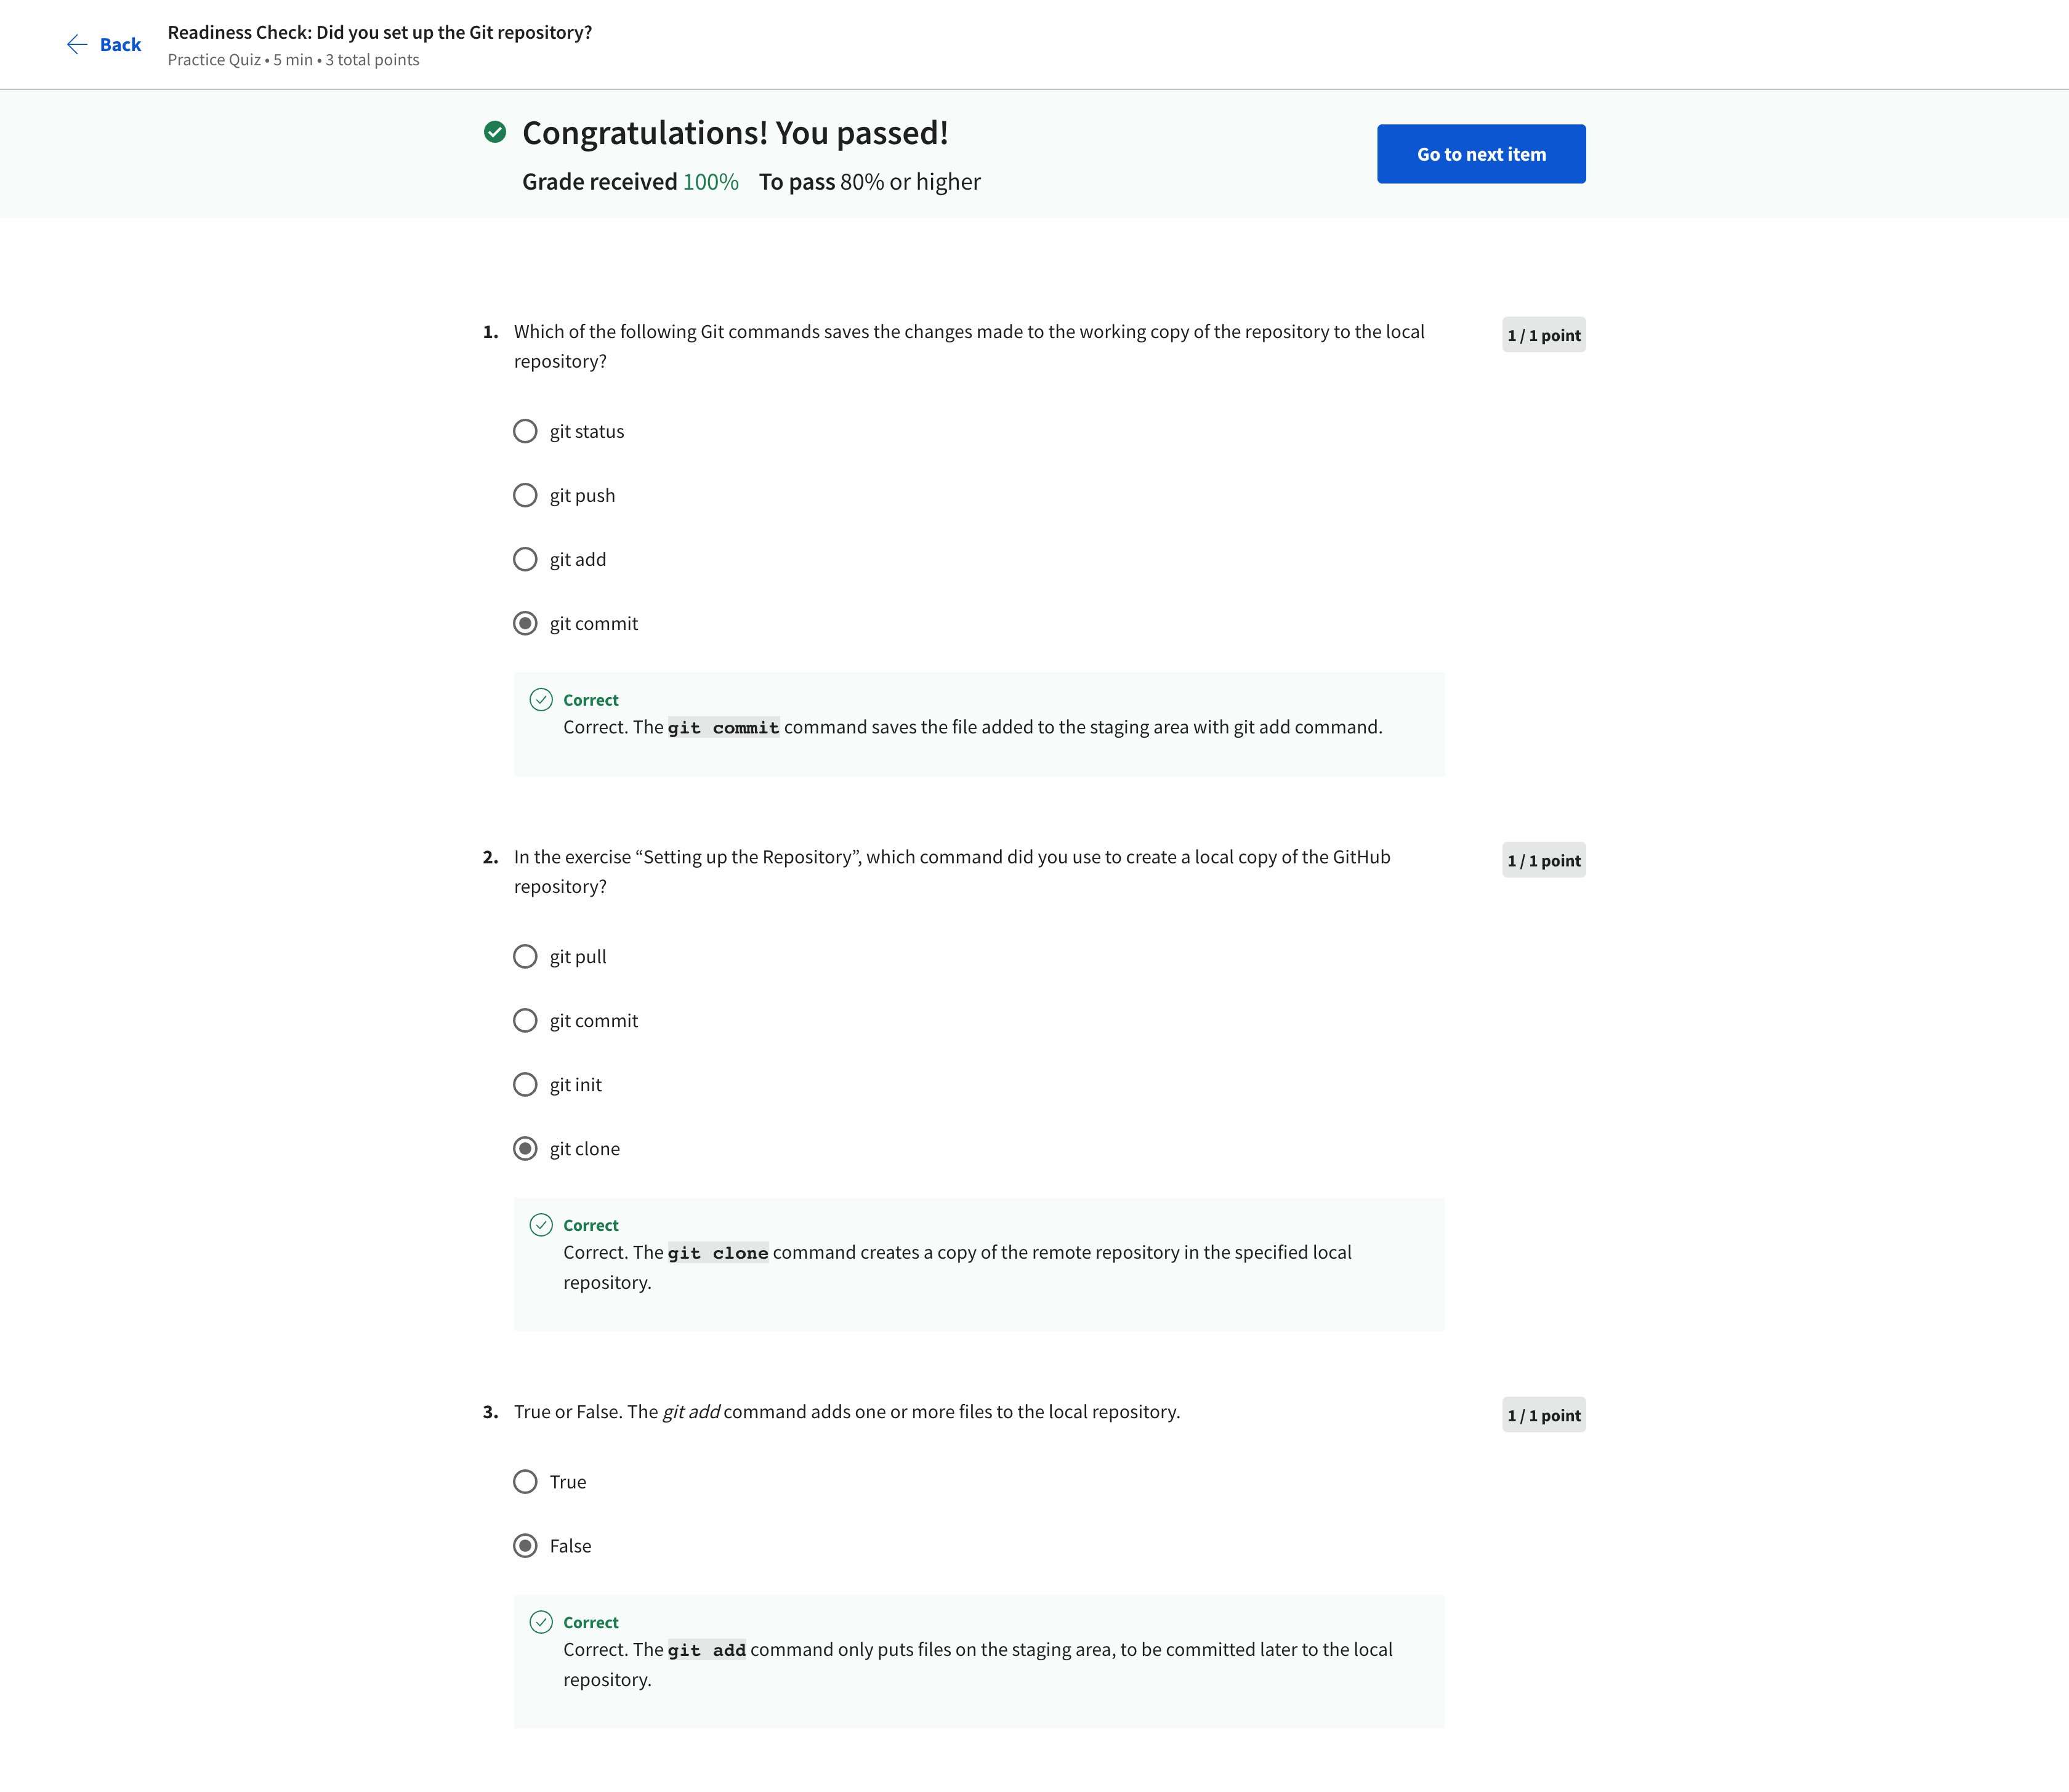 Back
Readiness Check: Did you set up the Git repository?
Practice Quiz • 5 min • 3 total points
Congratulations! You passed!
Grade received 100% To pass 80% or higher
Go to next item
1. Which of the following Git commands saves the changes made to the working copy of the repository to the local
repository?
1 / 1 point
git status
git push
git add
git commit
Correct
Correct. The git commit command saves the file added to the staging area with git add command.
2. In the exercise “Setting up the Repository”, which command did you use to create a local copy of the GitHub
repository?
1 / 1 point
git pull
git commit
git init
git clone
Correct
Correct. The git clone command creates a copy of the remote repository in the specified local
repository.
3. True or False. The git add command adds one or more files to the local repository.
1 / 1 point
True
False
Correct
Correct. The git add command only puts files on the staging area, to be committed later to the local
repository.